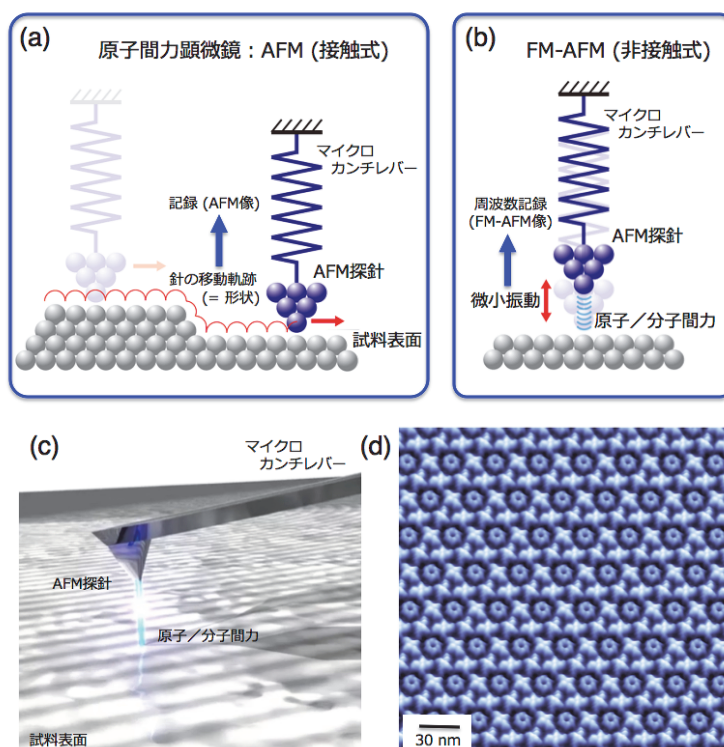 (a)
原子間力顕微鏡：AFM (接触式)
マイクロ
カンチレバー
記録 (AFM像)
AFM探針
針の移動軌跡
(= 形状)
試料表面
(b)
FM-AFM (非接触式)
マイクロ
カンチレバー
周波数記録
(FM-AFM像)
AFM探針
微小振動
原子／分子間力
(c)
マイクロ
カンチレバー
AFM探針
原子／分子間力
試料表面
(d)
30 nm